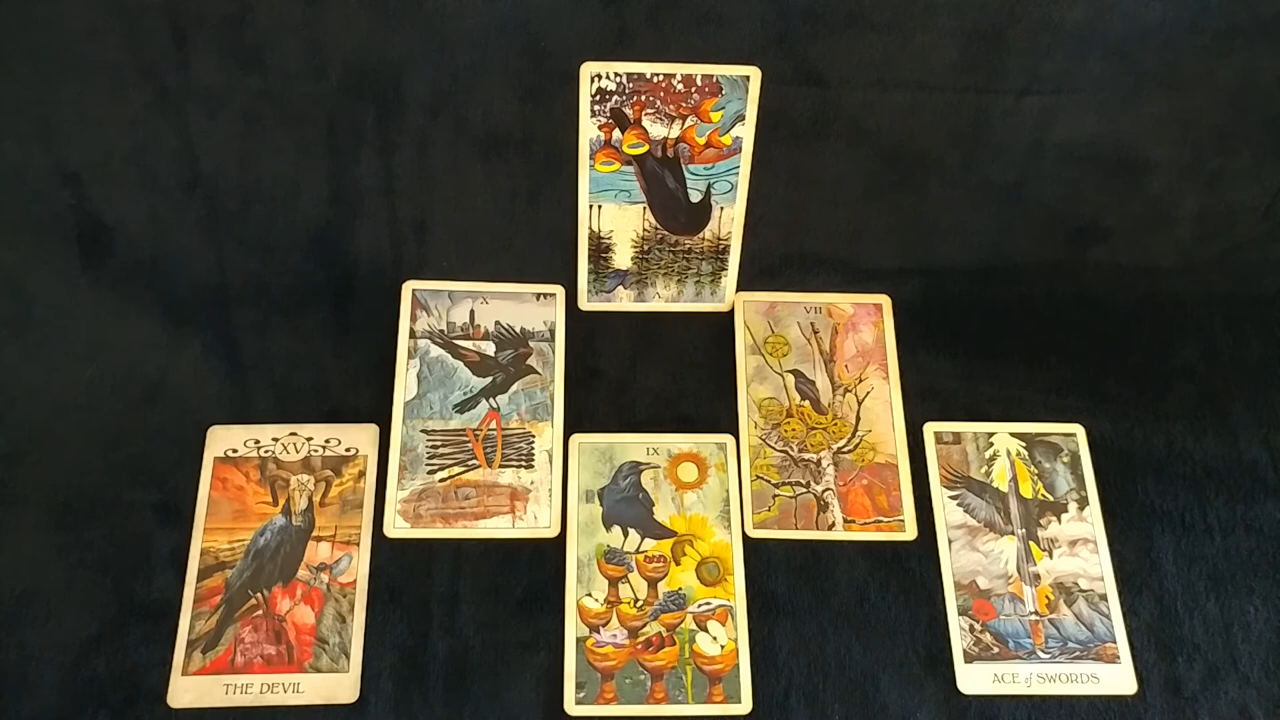 V
X
VII
XV
IX
THE DEVIL
ACE of SWORDS